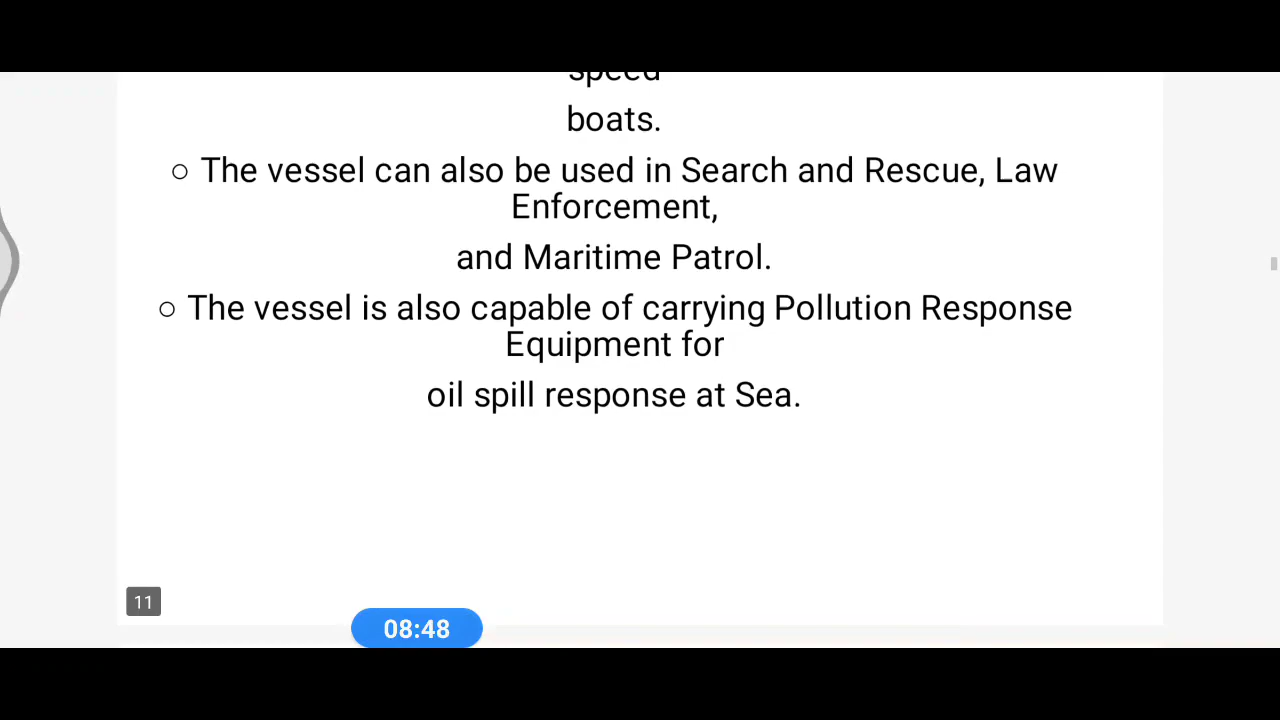 speed
boats.
○ The vessel can also be used in Search and Rescue, Law
Enforcement,
and Maritime Patrol.
○ The vessel is also capable of carrying Pollution Response
Equipment for
oil spill response at Sea.
11
08:48